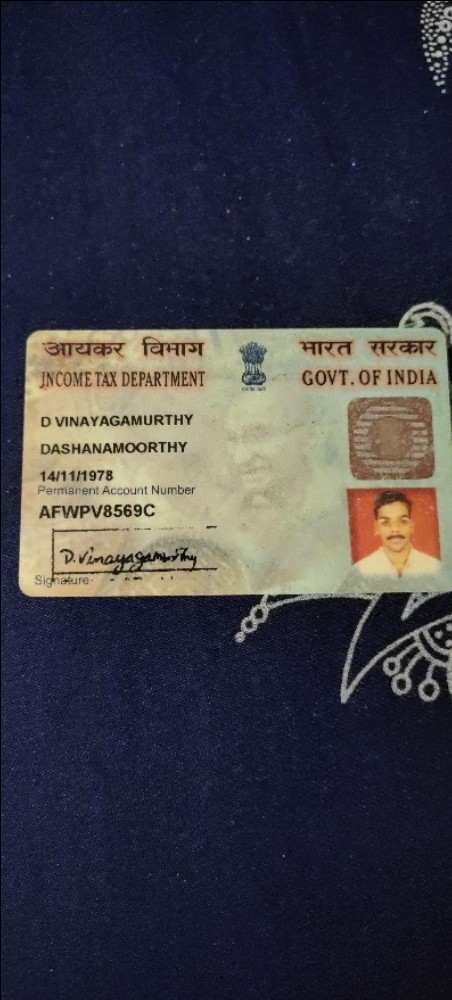 आयकर विभाग
INCOME TAX DEPARTMENT
भारत सरकार
GOVT. OF INDIA
D VINAYAGAMURTHY
DASHANAMOORTHY
14/11/1978
Permanent Account Number
AFWPV8569C
D.Vinayagamurthy
Signature